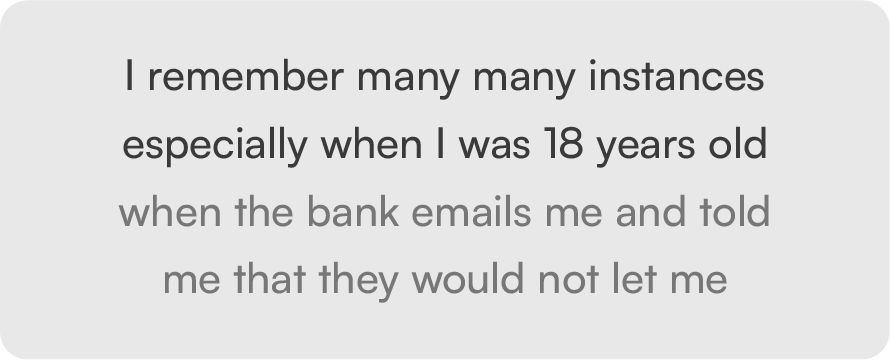 I remember many many instances
especially when I was 18 years old
when the bank emails me and told
me that they would not let me